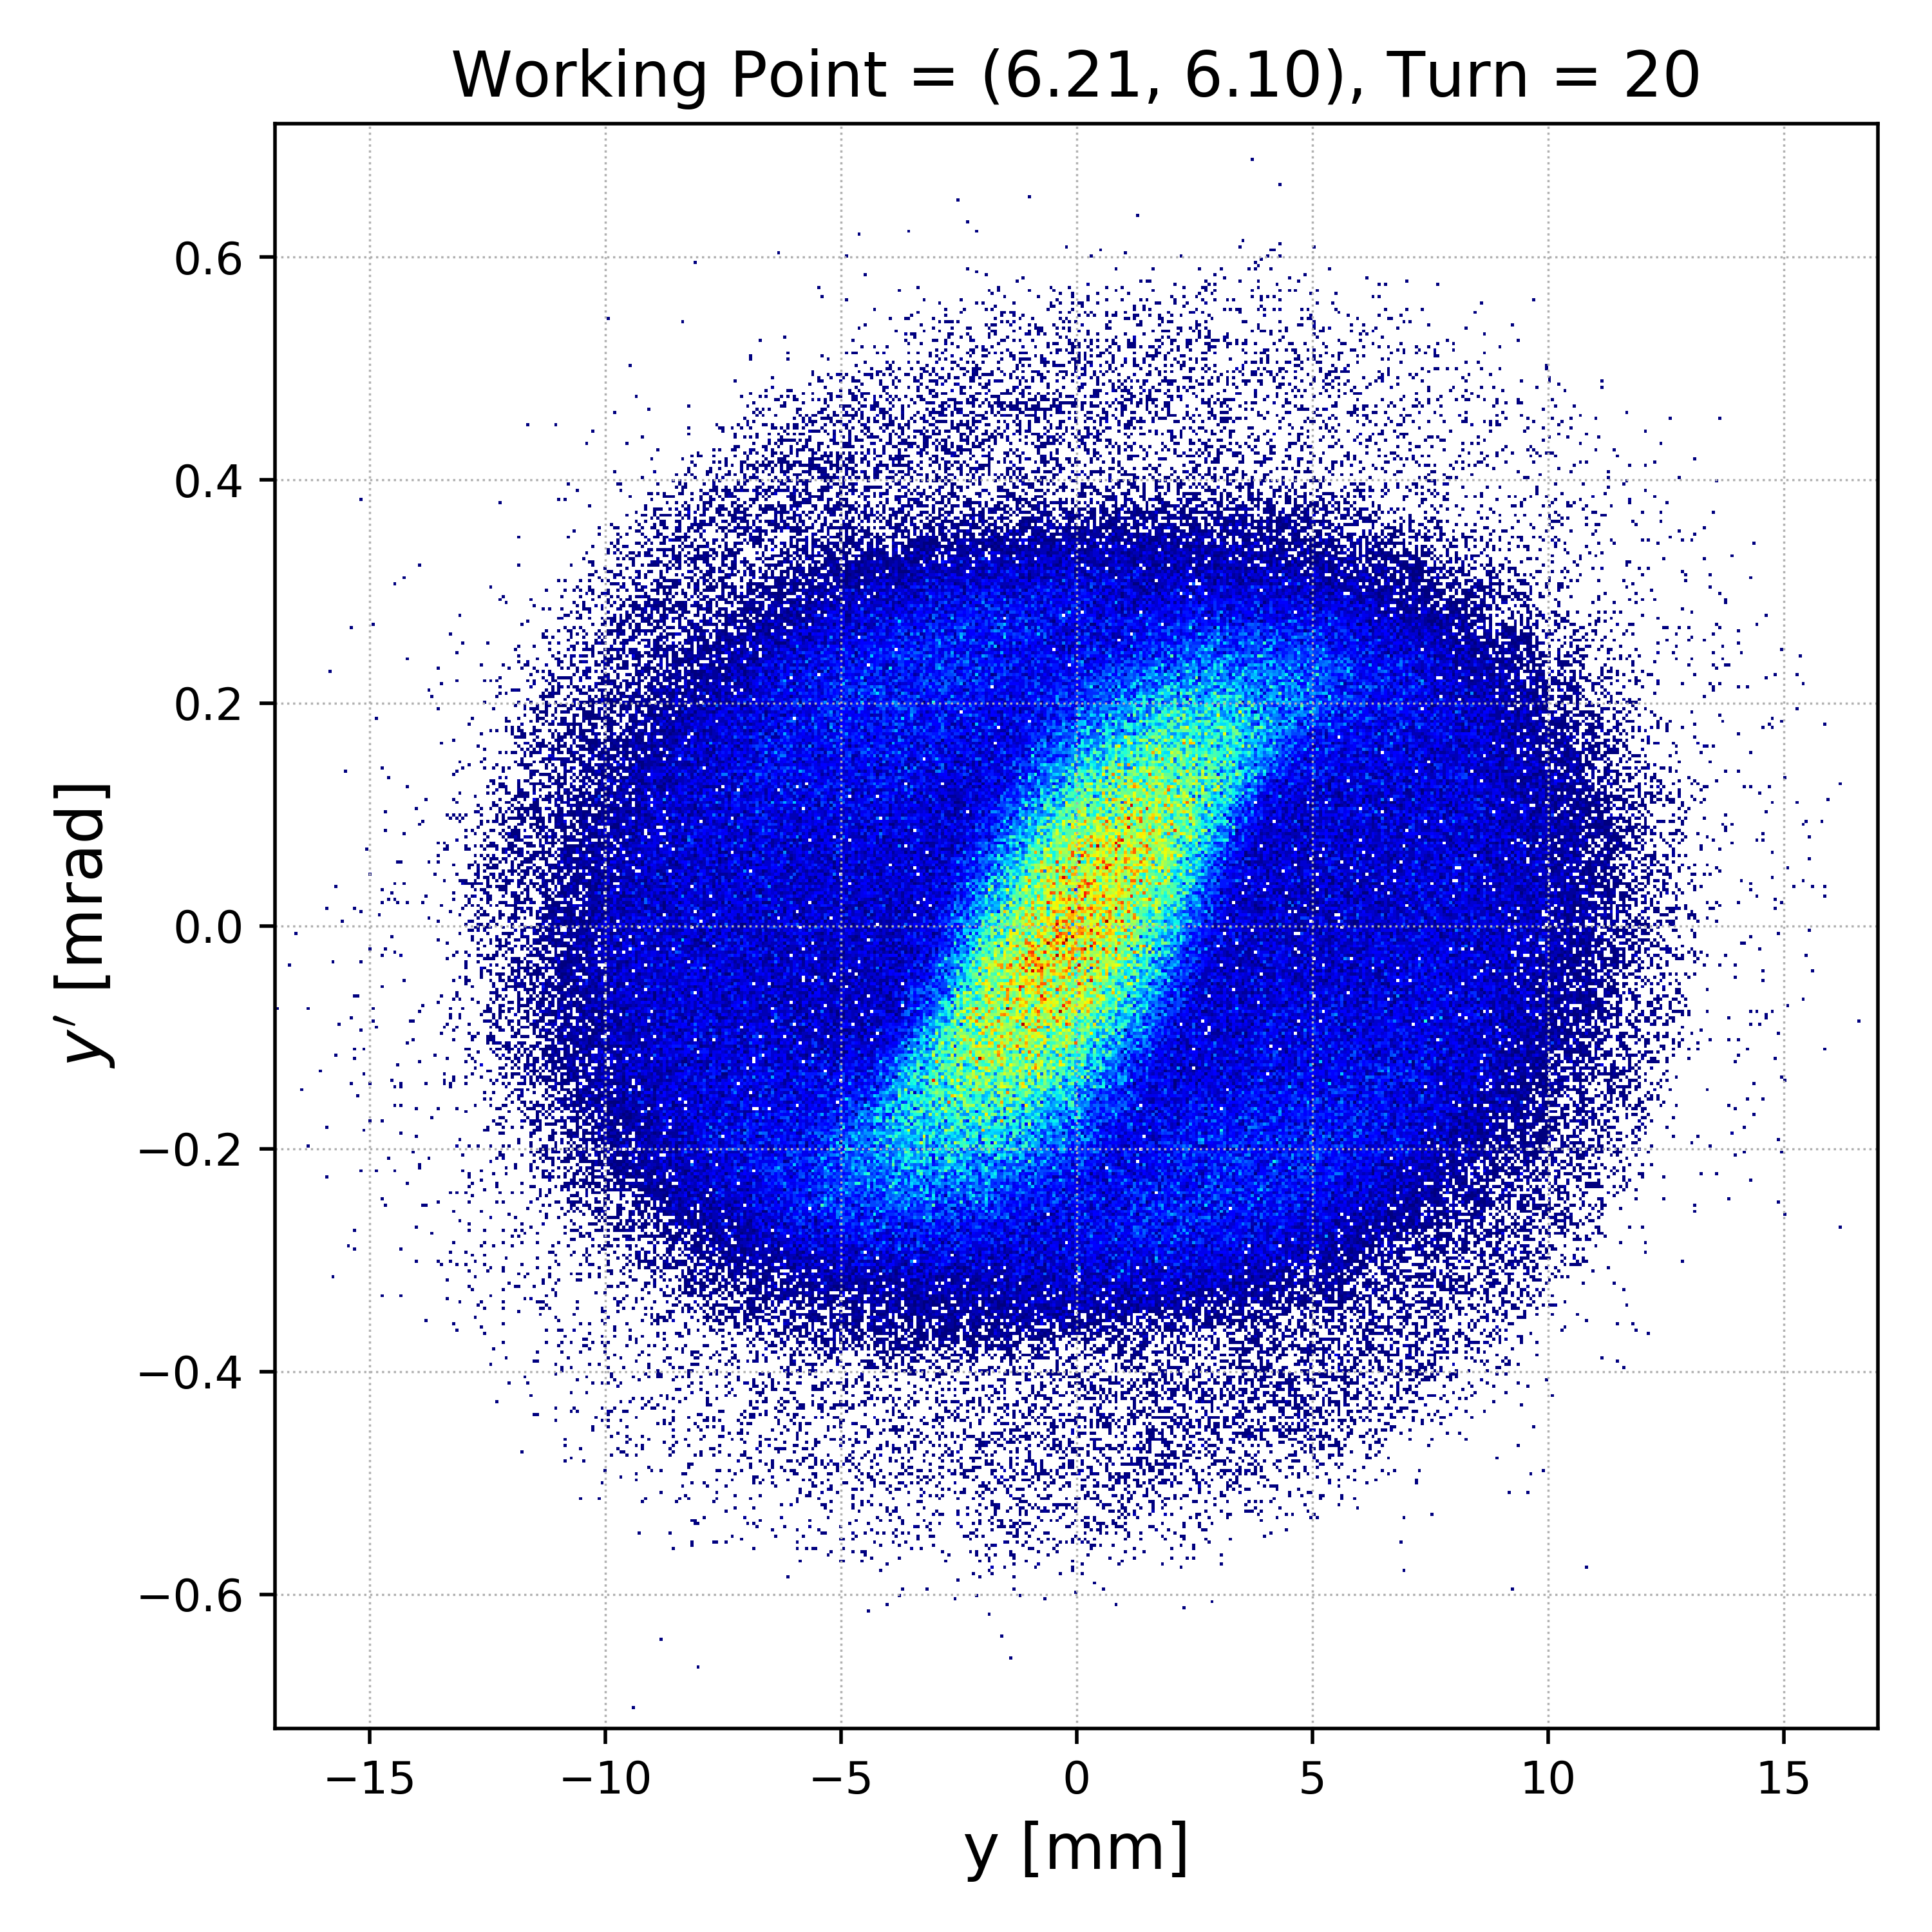 Working Point = (6.21, 6.10), Turn = 20
0.6
0.4
0.2
0.0
−0.2
−0.4
−0.6
y′ [mrad]
−15 −10 −5 0 5 10 15
y [mm]